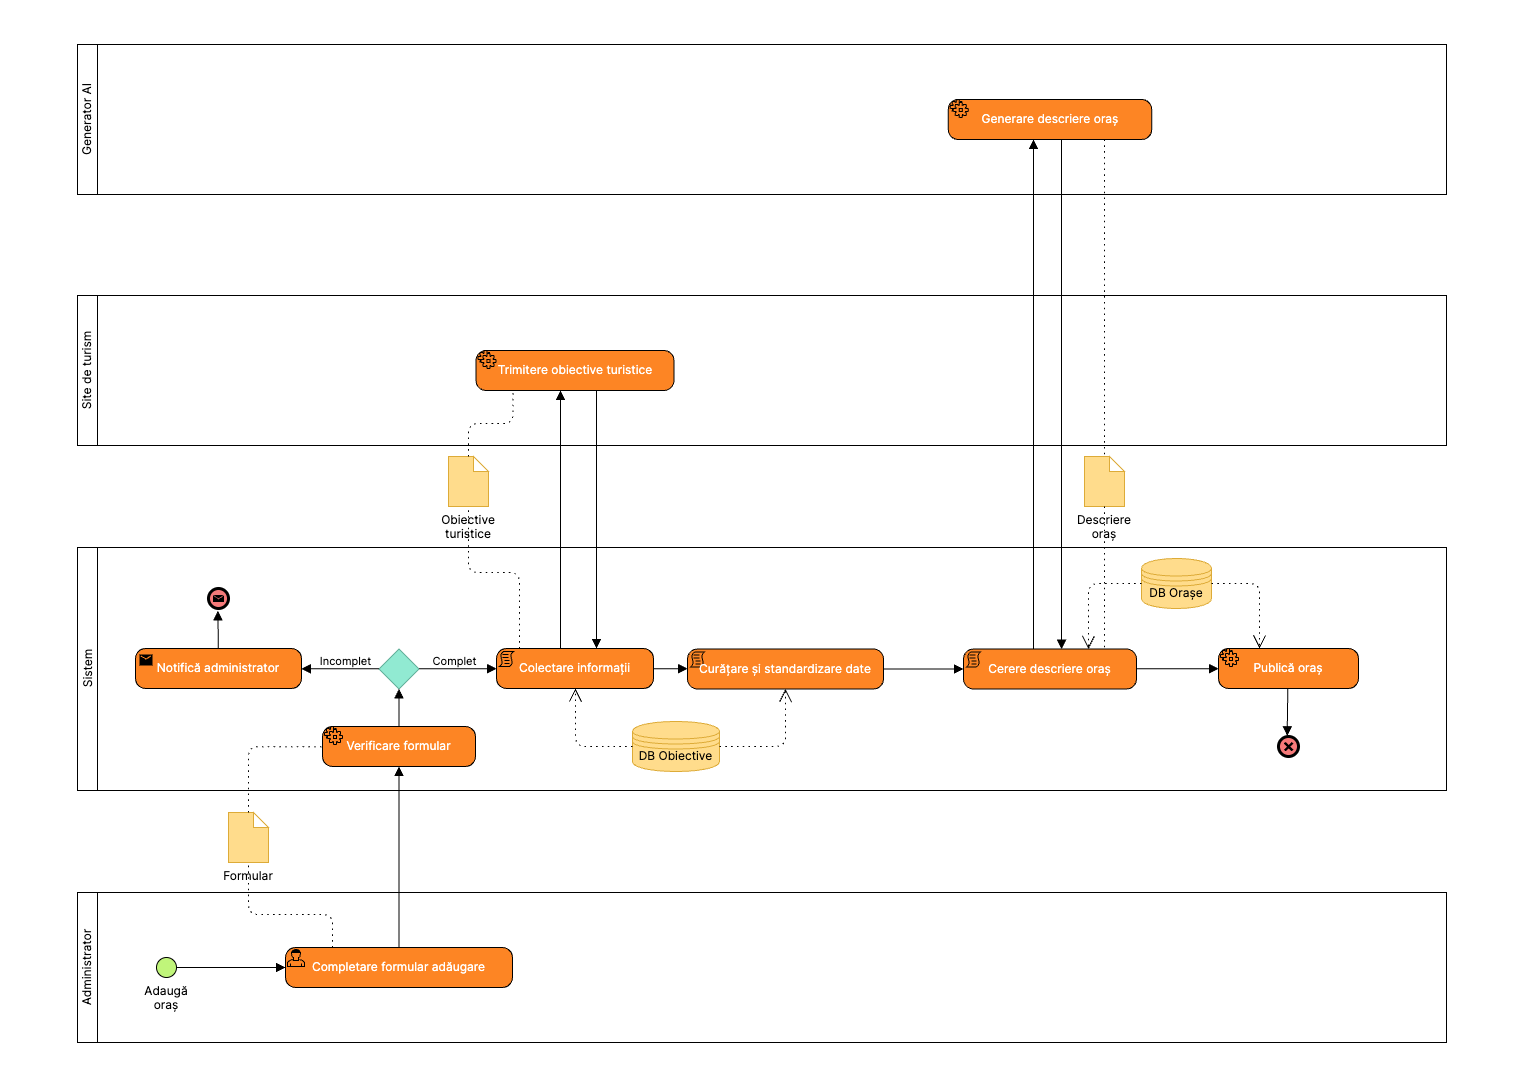 Generator AI
Generare descriere oraș
Site de turism
Trimitere obiective turistice
Obiective
turistice
Descriere
oraș
Sistem
DB Orașe
Notifică administrator
Incomplet
Complet
Colectare informații
Curățare și standardizare date
Cerere descriere oraș
Publică oraș
Verificare formular
DB Obiective
Formular
Administrator
Completare formular adăugare
Adaugă
oraș